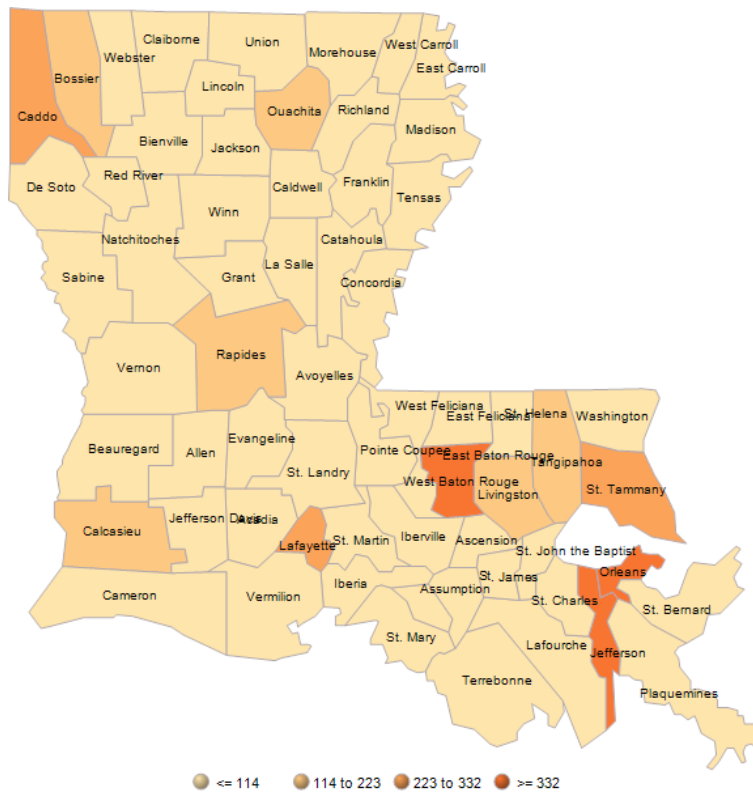 Claiborne
Union
West Carroll
Webster
Morehouse
East Carroll
Bossier
Lincoln
Caddo
Ouachita
Richland
Madison
Bienville
Jackson
Red River
De Soto
Caldwell
Franklin
Tensas
Winn
Natchitoches
Catahoula
Sabine
Grant
La Salle
Concordia
Vernon
Rapides
Avoyelles
West Feliciana
East Feliciana
St. Helena
Washington
Beauregard
Allen
Evangeline
Pointe Coupee
East Baton Rouge
Tangipahoa
St. Landry
West Baton Rouge
Livingston
St. Tammany
Calcasieu
Jefferson Davis
Acadia
Lafayette
St. Martin
Iberville
Ascension
St. John the Baptist
Orleans
Cameron
Vermilion
Iberia
Assumption
St. James
St. Charles
St. Bernard
St. Mary
Lafourche
Jefferson
Terrebonne
Plaquemines
<= 114
114 to 223
223 to 332
>= 332